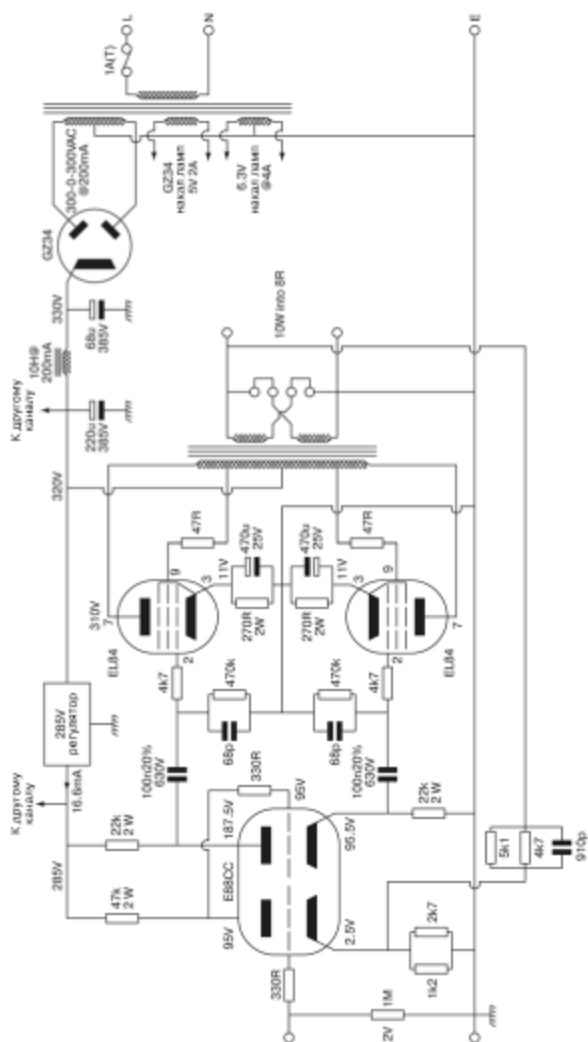 330R
2V
1M
1k2
2k7
2.5V
95V
47k
2 W
285V
22k
2 W
E88CC
187.5V
95.5V
95V
330R
22k
2 W
К другому
каналу
16.6mA
285V
регулятор
100n20%
630V
100n20%
630V
68p
470k
68p
470k
4k7
4k7
2
2
EL84
EL84
310V
7
7
9
9
3
3
11V
11V
270R
2W
270R
2W
470u
25V
470u
25V
47R
47R
5k1
4k7
910p
320V
К другому
каналу
220u
385V
10H@
200mA
68u
385V
330V
10W into 8R
GZ34
300-0-300VAC
@200mA
GZ34
накал ламп
5V 2A
6.3V
накал ламп
@4A
1A(T)
L
N
E